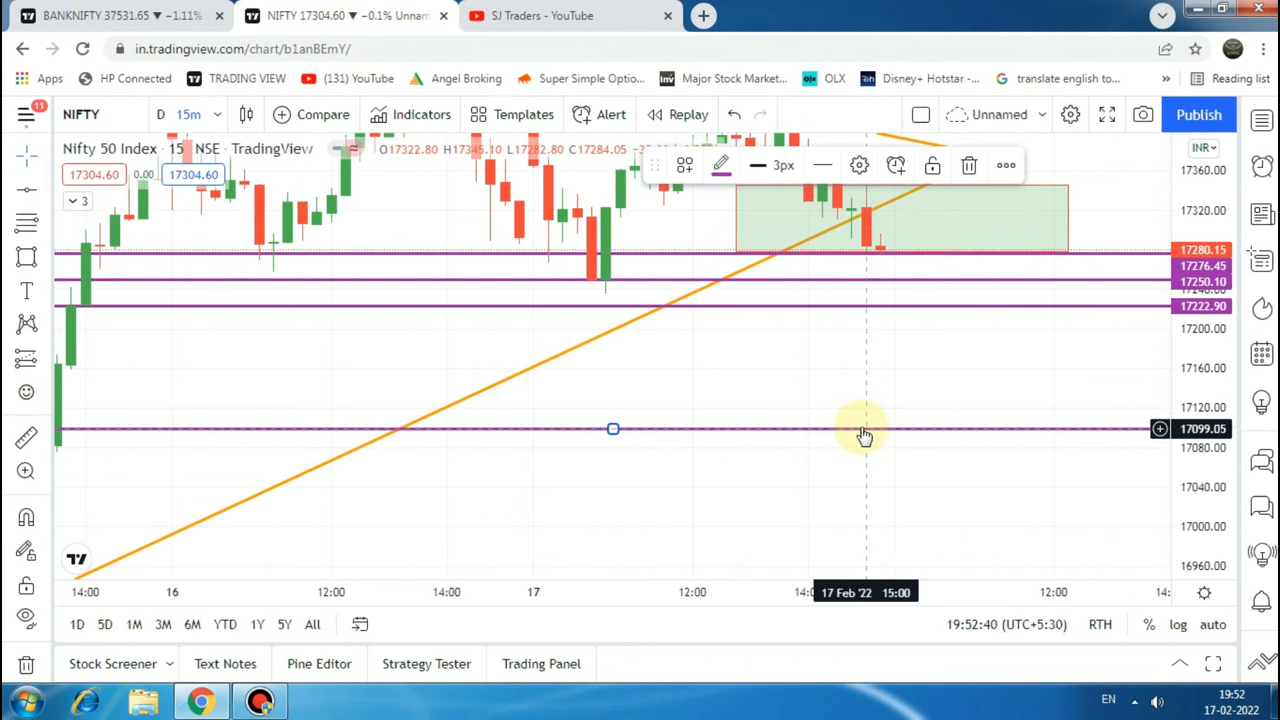 BANKNIFTY 37531.65 ▼ −1.11%
NIFTY 17304.60 ▼ −0.1% Unnam
SJ Traders - YouTube
in.tradingview.com/chart/b1anBEmY/
Apps
HP Connected
TRADING VIEW
(131) YouTube
Angel Broking
Super Simple Optio...
Major Stock Market...
OLX
Disney+ Hotstar -...
translate english to...
»
Reading list
11
NIFTY
D 15m
Compare
Indicators
Templates
Alert
Replay
Unnamed
Publish
Nifty 50 Index · 15 NSE · TradingView
O17322.80 H17345.10 L17282.80 C17284.05
INR
17304.60 0.00 17304.60
3
3px
17360.00
17320.00
17280.15
17276.45
17250.10
17240.00
17222.90
17200.00
17160.00
17120.00
17099.05
17080.00
17040.00
17000.00
16960.00
14:00 16 12:00 14:00 17 12:00 14:0 17 Feb '22 15:00 12:00 14:
1D 5D 1M 3M 6M YTD 1Y 5Y All
19:52:40 (UTC+5:30) RTH % log auto
Stock Screener
Text Notes
Pine Editor
Strategy Tester
Trading Panel
EN
19:52
17-02-2022